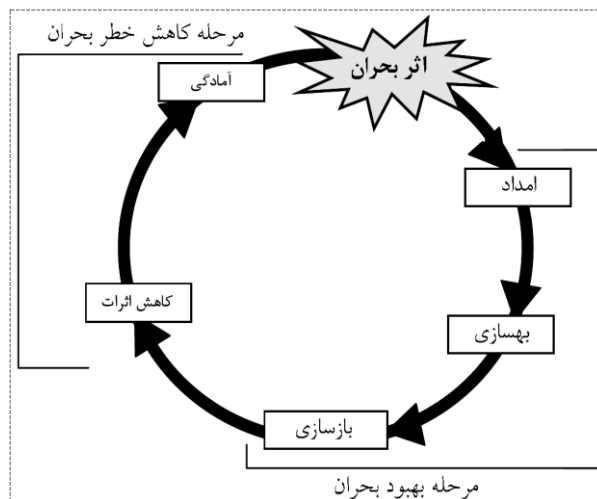 مرحله کاهش خطر بحران
اثر بحران
آمادگی
امداد
کاهش اثرات
بهسازی
بازسازی
مرحله بهبود بحران